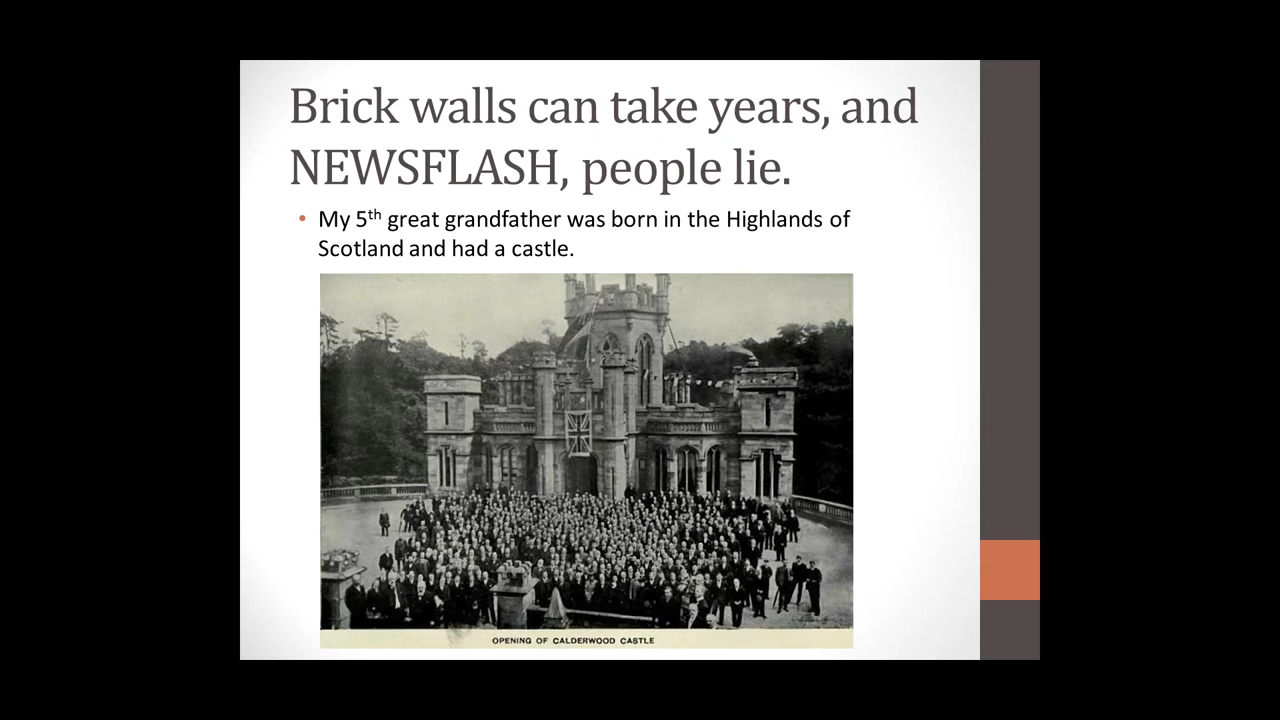 Brick walls can take years, and
NEWSFLASH, people lie.
• My 5th great grandfather was born in the Highlands of
Scotland and had a castle.
OPENING OF CALDERWOOD CASTLE